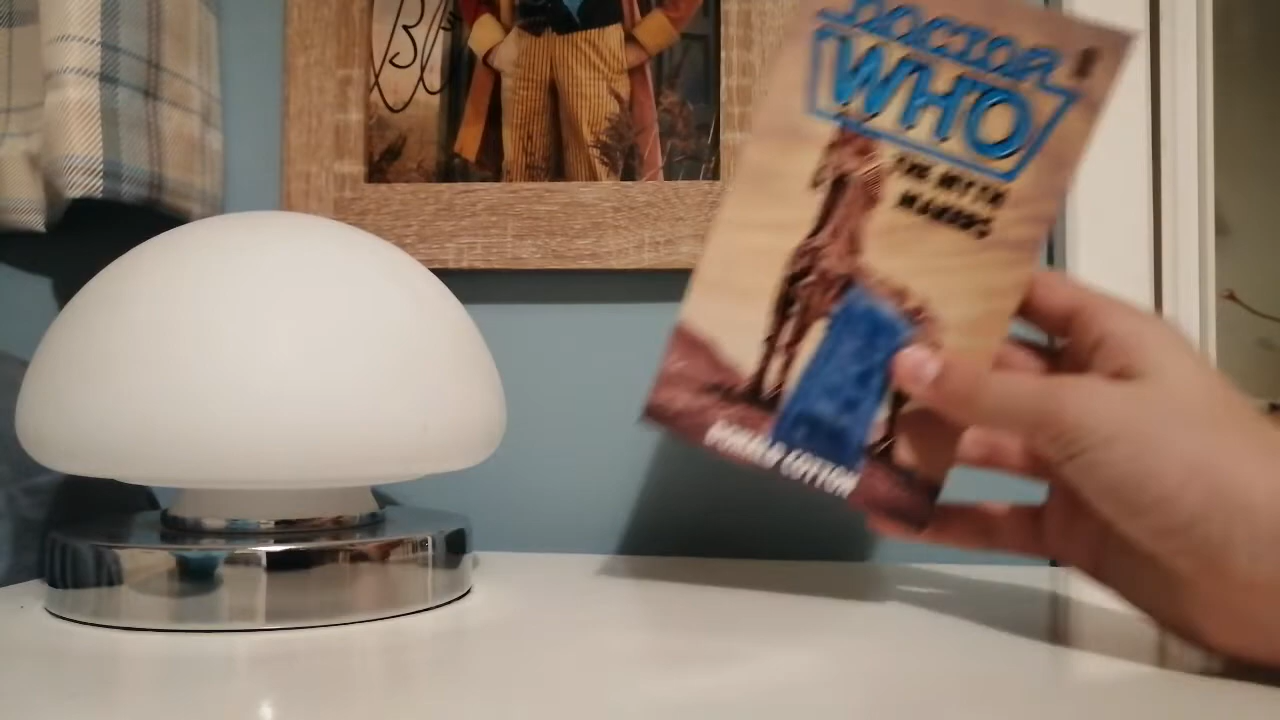 DOCTOR
WHO
THE MYTH
MAKERS
DONALD COTTON